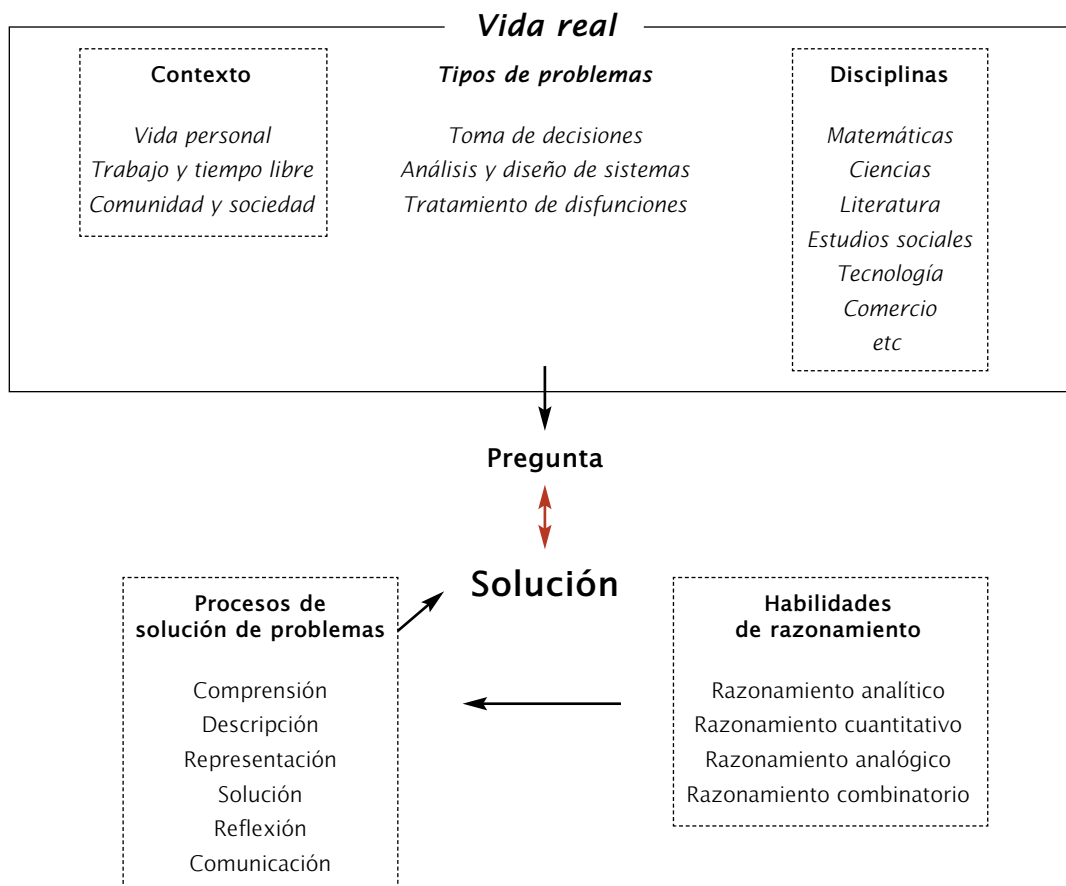 Vida real
Contexto
Vida personal
Trabajo y tiempo libre
Comunidad y sociedad
Tipos de problemas
Toma de decisiones
Análisis y diseño de sistemas
Tratamiento de disfunciones
Disciplinas
Matemáticas
Ciencias
Literatura
Estudios sociales
Tecnología
Comercio
etc
Pregunta
Solución
Procesos de
solución de problemas
Comprensión
Descripción
Representación
Solución
Reflexión
Comunicación
Habilidades
de razonamiento
Razonamiento analítico
Razonamiento cuantitativo
Razonamiento analógico
Razonamiento combinatorio